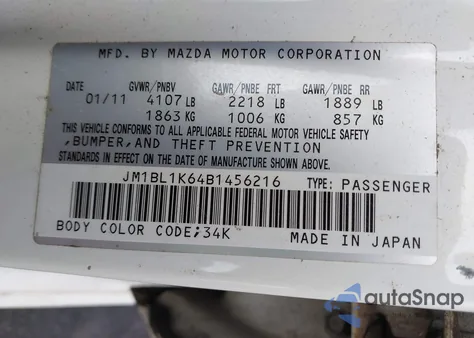 MFD. BY MAZDA MOTOR CORPORATION
DATE GVWR/PNBV GAWR/PNBE FRT GAWR/PNBE RR
01/11 4107 LB 2218 LB 1889 LB
1863 KG 1006 KG 857 KG
THIS VEHICLE CONFORMS TO ALL APPLICABLE FEDERAL MOTOR VEHICLE SAFETY
,BUMPER,AND THEFT PREVENTION
STANDARDS IN EFFECT ON THE DATE OF MANUFACTURE SHOWN ABOVE.
JM1BL1K64B1456216 TYPE: PASSENGER
BODY COLOR CODE;34K MADE IN JAPAN
autoSnap